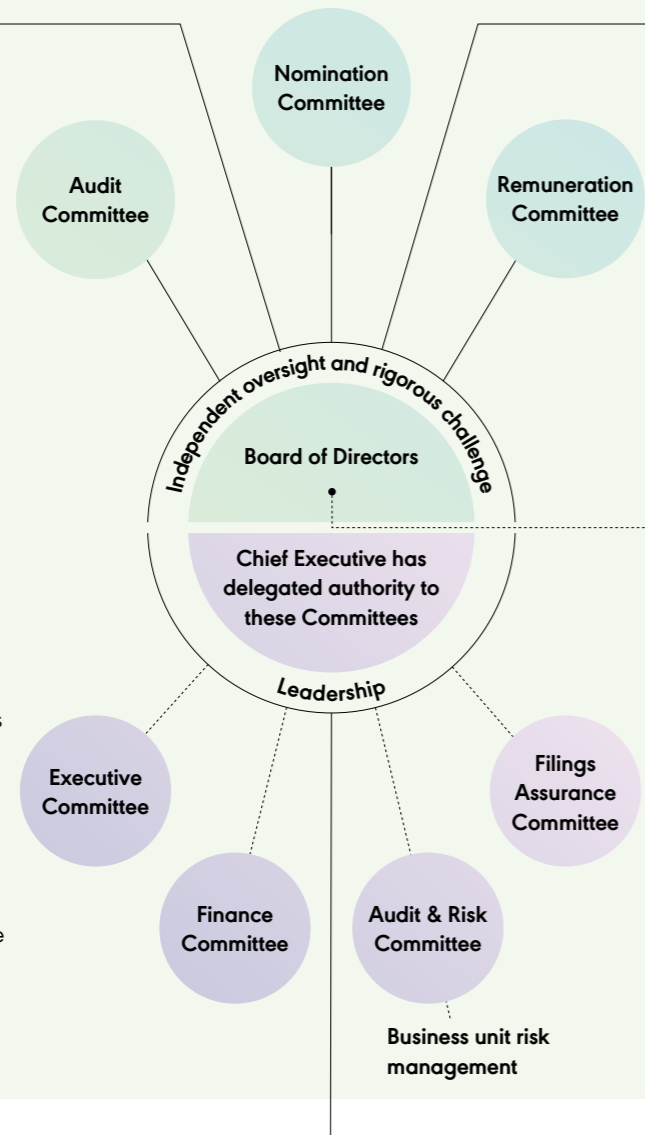 Nomination
Committee
Audit
Committee
Remuneration
Committee
Independent oversight and rigorous challenge
Board of Directors
Chief Executive has
delegated authority to
these Committees
Leadership
s
Executive
Committee
Filings
Assurance
Committee
e
Finance
Committee
Audit & Risk
Committee
Business unit risk
management